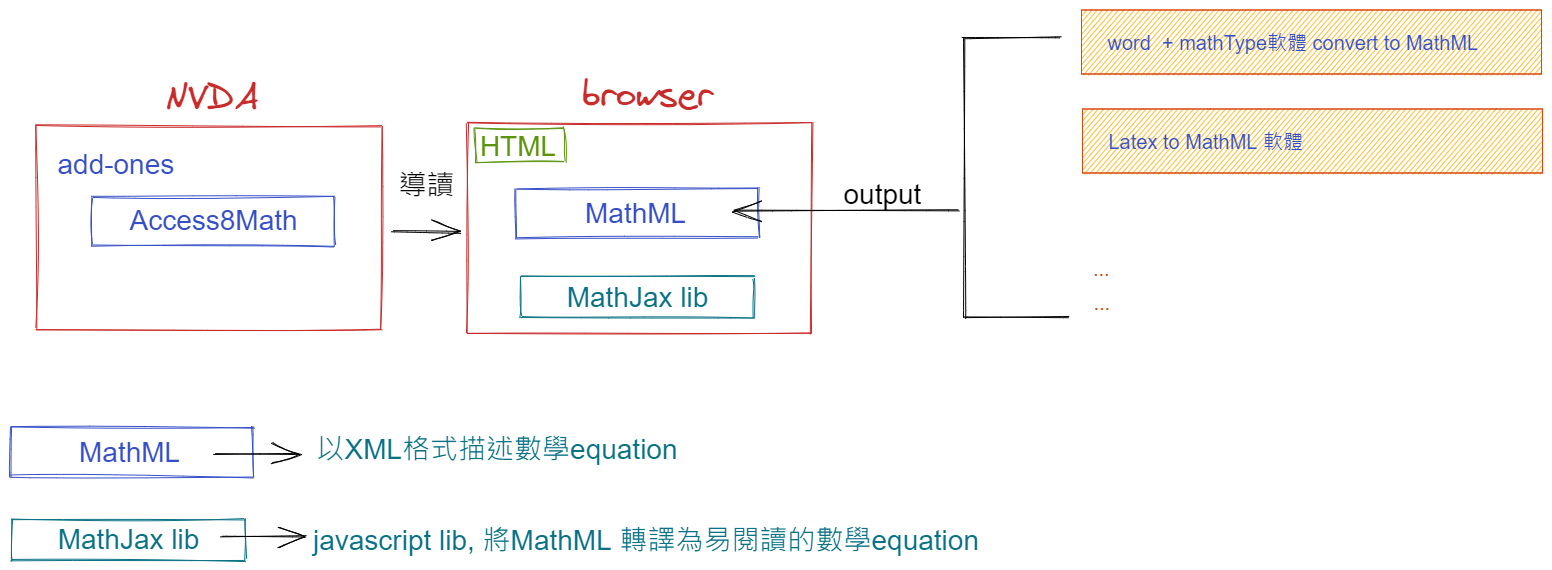 word + mathType軟體 convert to MathML
NVDA
browser
HTML
Latex to MathML 軟體
add-ones
導讀
output
Access8Math
MathML
...
MathJax lib
...
MathML
以XML格式描述數學equation
MathJax lib
javascript lib, 將MathML 轉譯為易閱讀的數學equation